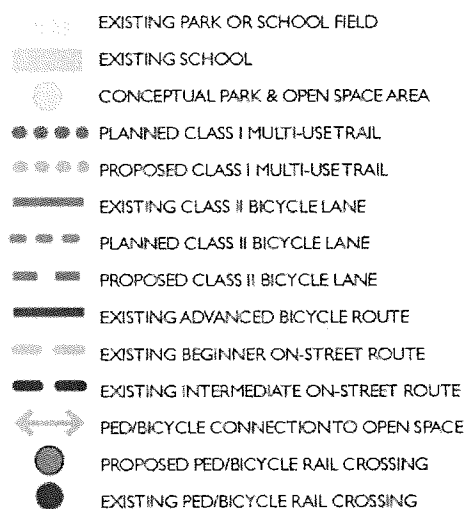 EXISTING PARK OR SCHOOL FIELD
EXISTING SCHOOL
CONCEPTUAL PARK & OPEN SPACE AREA
PLANNED CLASS I MULTI-USE TRAIL
PROPOSED CLASS I MULTI-USE TRAIL
EXISTING CLASS II BICYCLE LANE
PLANNED CLASS II BICYCLE LANE
PROPOSED CLASS II BICYCLE LANE
EXISTING ADVANCED BICYCLE ROUTE
EXISTING BEGINNER ON-STREET ROUTE
EXISTING INTERMEDIATE ON-STREET ROUTE
PED/BICYCLE CONNECTION TO OPEN SPACE
PROPOSED PED/BICYCLE RAIL CROSSING
EXISTING PED/BICYCLE RAIL CROSSING